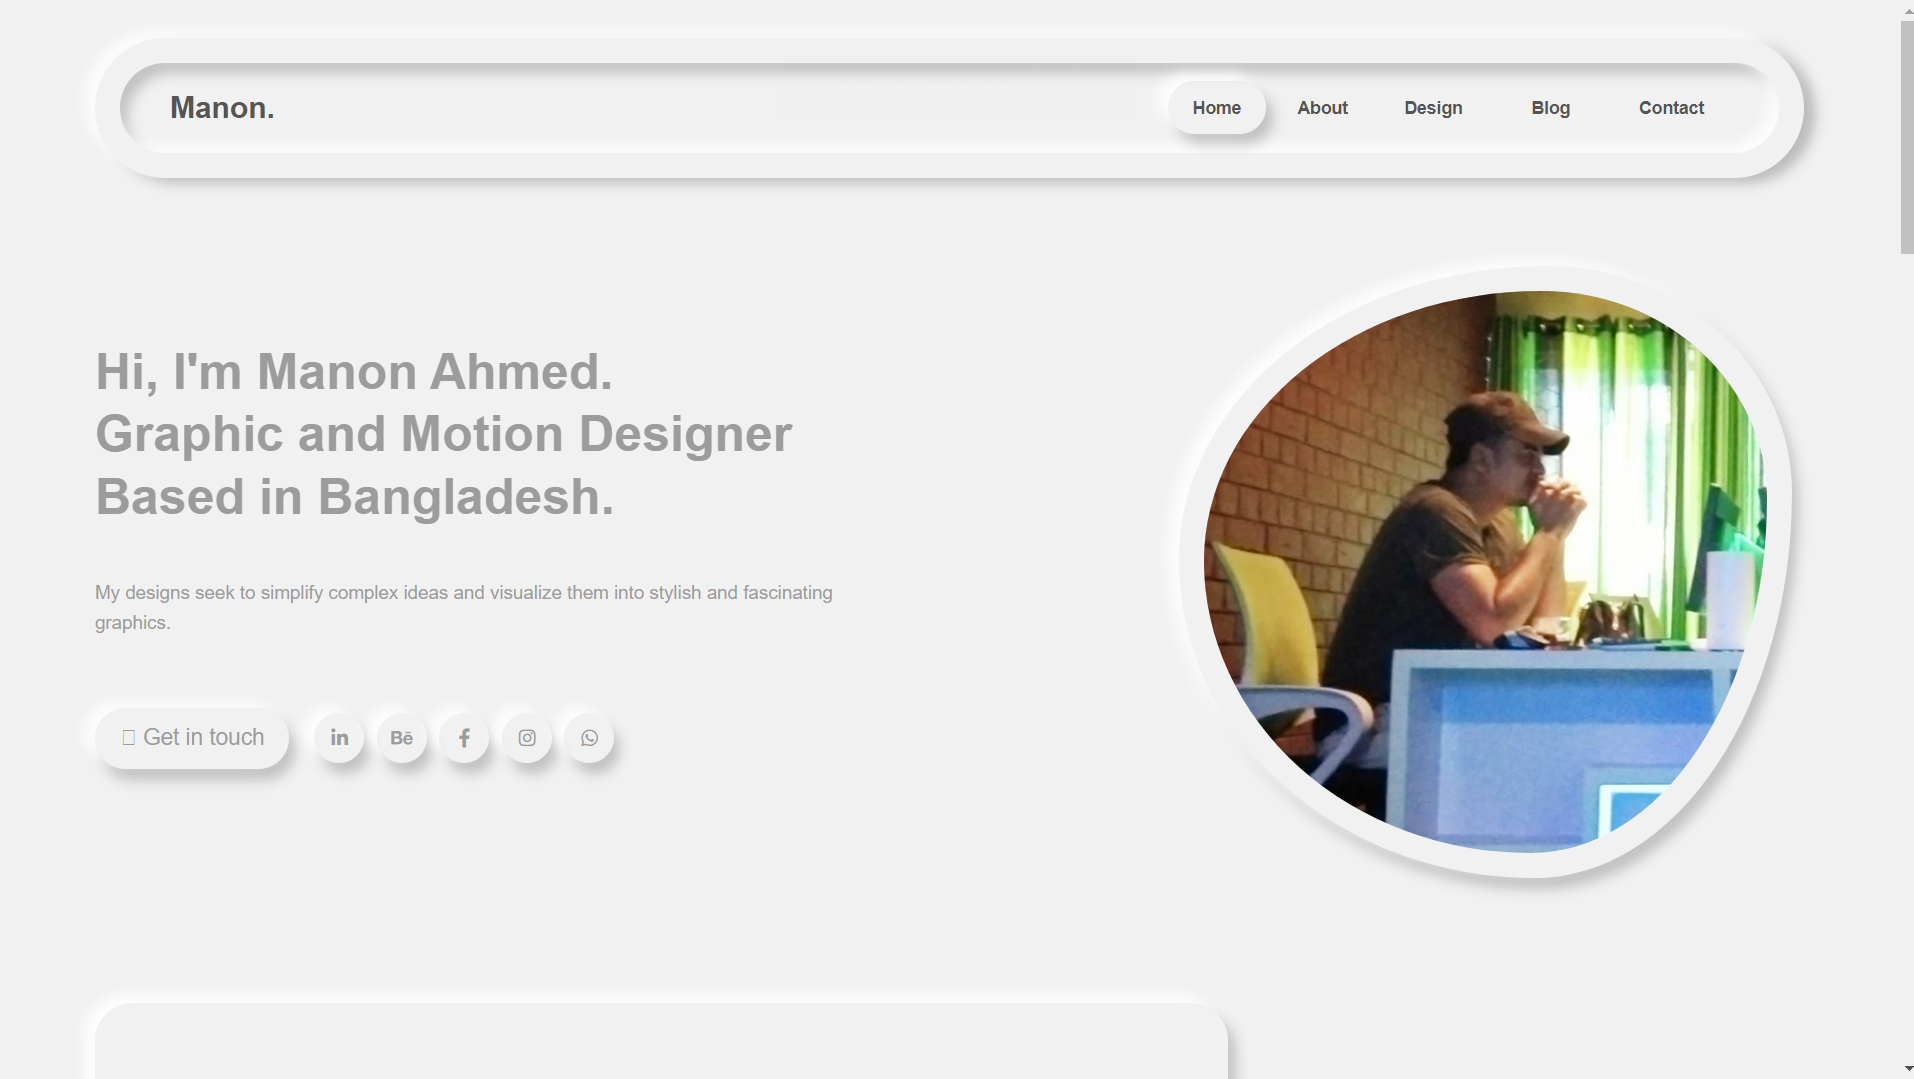 Manon.
Home
About
Design
Blog
Contact
Hi, I'm Manon Ahmed.
Graphic and Motion Designer
Based in Bangladesh.
My designs seek to simplify complex ideas and visualize them into stylish and fascinating
graphics.
Get in touch
in
Bē
f